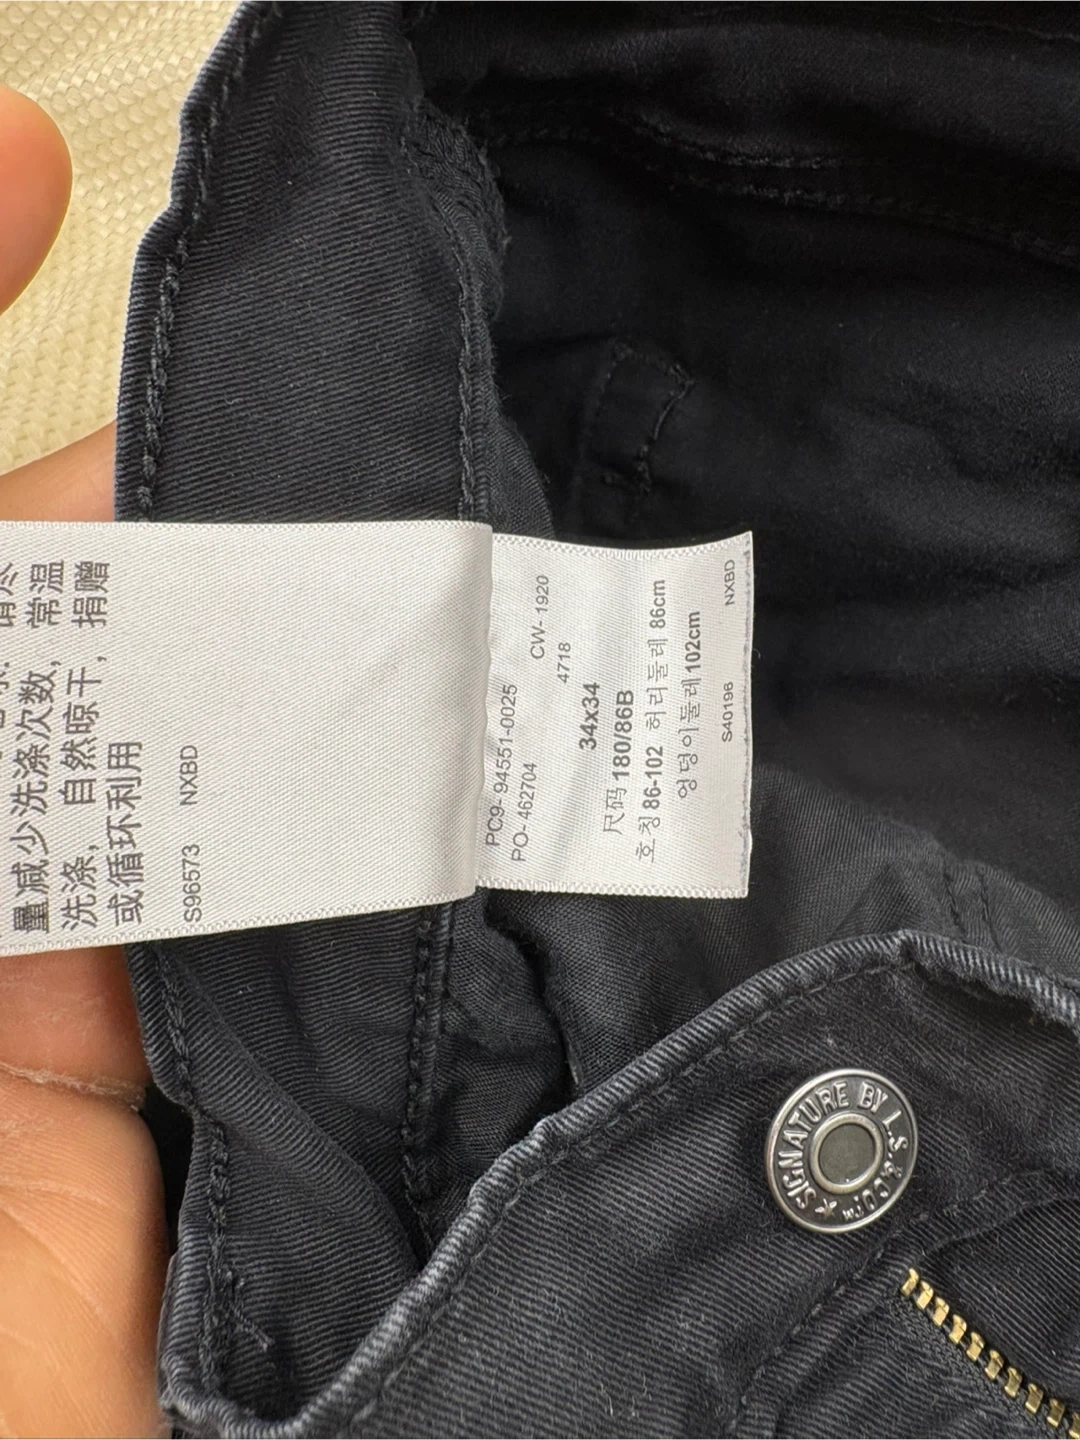 量减少洗涤次数,
常温
洗涤,自然晾干,捐赠
或循环利用
S96573 NXBD
PC9- 94551-0025
PO- 462704
CW- 1920
4718
34x34
尺码 180/86B
호칭 86-102 허리둘레 86cm
엉덩이둘레 102cm
S40196 NXBD
SIGNATURE BY L.S.&CO.™